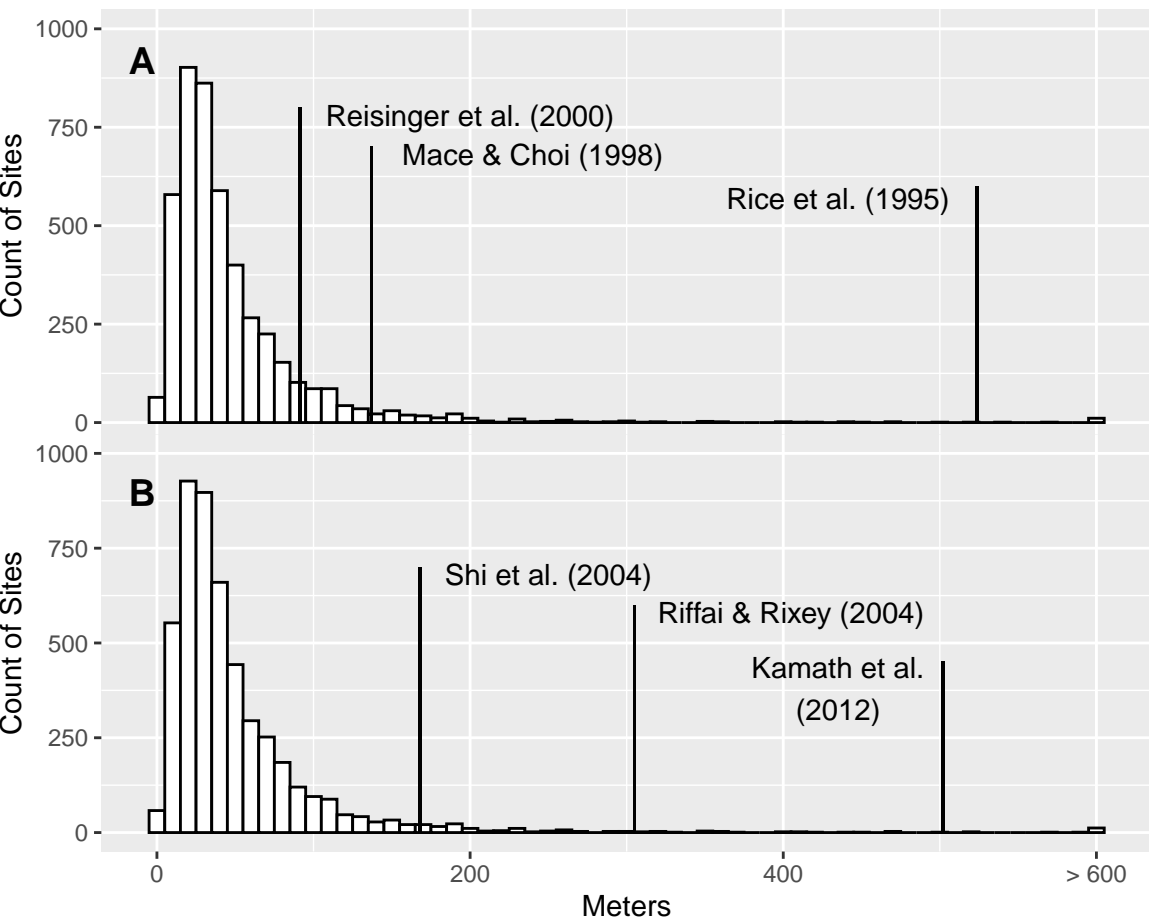 1000
A
750
Reisinger et al. (2000)
Mace & Choi (1998)
Rice et al. (1995)
500
250
0
Count of Sites
1000
B
750
Shi et al. (2004)
Riffai & Rixey (2004)
500
Kamath et al.
(2012)
250
0
Count of Sites
0
200
400
> 600
Meters